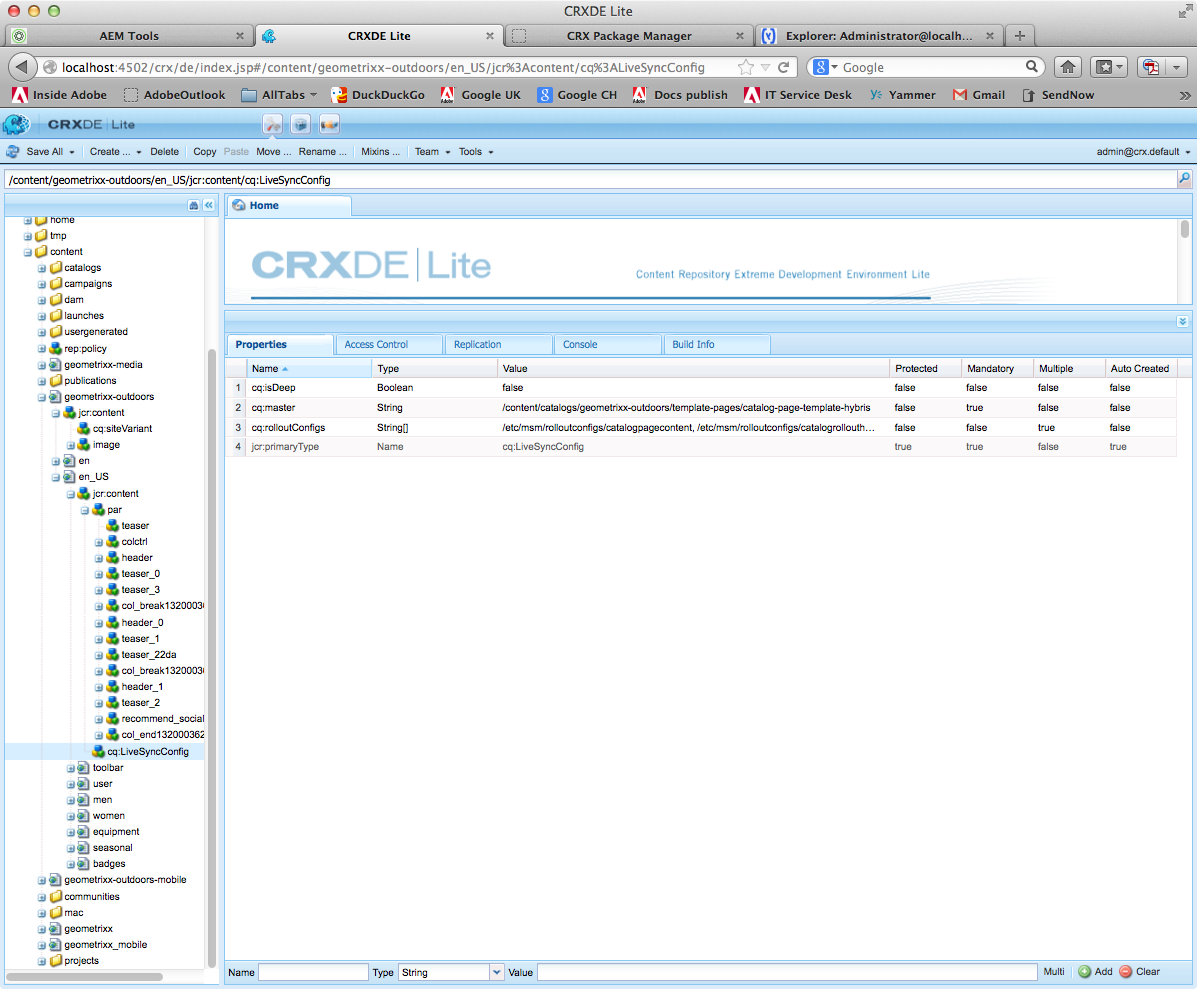 CRXDE Lite
AEM Tools
CRXDE Lite
CRX Package Manager
Explorer: Administrator@localh...
localhost:4502/crx/de/index.jsp#/content/geometrixx-outdoors/en_US/jcr%3Acontent/cq%3ALiveSyncConfig
Google
Inside Adobe AdobeOutlook AllTabs DuckDuckGo Google UK Google CH Docs publish IT Service Desk Yammer Gmail SendNow
CRXDE | Lite
Save All Create ... Delete Copy Paste Move ... Rename ... Mixins ... Team Tools admin@crx.default
/content/geometrixx-outdoors/en_US/jcr:content/cq:LiveSyncConfig
home
tmp
content
catalogs
campaigns
dam
launches
usergenerated
rep:policy
geometrixx-media
publications
geometrixx-outdoors
jcr:content
cq:siteVariant
image
en
en_US
jcr:content
par
teaser
colctrl
header
teaser_0
teaser_3
col_break1320003
header_0
teaser_1
teaser_22da
col_break1320003
header_1
teaser_2
recommend_social
col_end132000362
cq:LiveSyncConfig
toolbar
user
men
women
equipment
seasonal
badges
geometrixx-outdoors-mobile
communities
mac
geometrixx
geometrixx_mobile
projects
Home
CRXDE | Lite
Content Repository Extreme Development Environment Lite
Properties Access Control Replication Console Build Info
Name Type Value Protected Mandatory Multiple Auto Created
1 cq:isDeep Boolean false false false false false
2 cq:master String /content/catalogs/geometrixx-outdoors/template-pages/catalog-page-template-hybris false true false false
3 cq:rolloutConfigs String[] /etc/msm/rolloutconfigs/catalogpagecontent, /etc/msm/rolloutconfigs/catalogrollouth... false false true false
4 jcr:primaryType Name cq:LiveSyncConfig true true false true
Name Type String Value Multi Add Clear